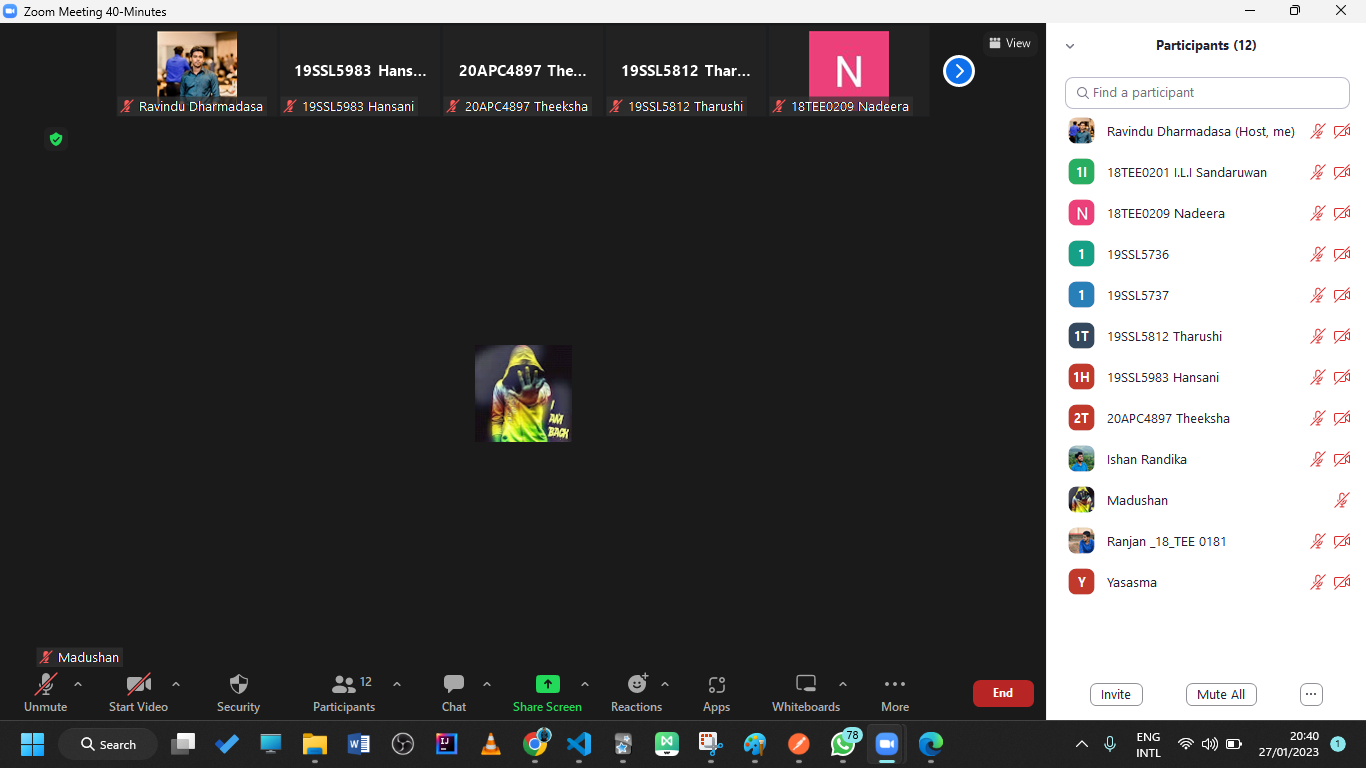 Zoom Meeting 40-Minutes
Ravindu Dharmadasa
19SSL5983 Hans...
19SSL5983 Hansani
20APC4897 The...
20APC4897 Theeksha
19SSL5812 Thar...
19SSL5812 Tharushi
N
18TEE0209 Nadeera
View
I
AM
BACK
Madushan
Unmute
Start Video
Security
12
Participants
Chat
Share Screen
Reactions
Apps
Whiteboards
More
End
Participants (12)
Find a participant
Ravindu Dharmadasa (Host, me)
1I 18TEE0201 I.L.I Sandaruwan
N 18TEE0209 Nadeera
1 19SSL5736
1 19SSL5737
1T 19SSL5812 Tharushi
1H 19SSL5983 Hansani
2T 20APC4897 Theeksha
Ishan Randika
Madushan
Ranjan _18_TEE 0181
Y Yasasma
Invite
Mute All
Search
78
ENG
INTL
20:40
27/01/2023
1